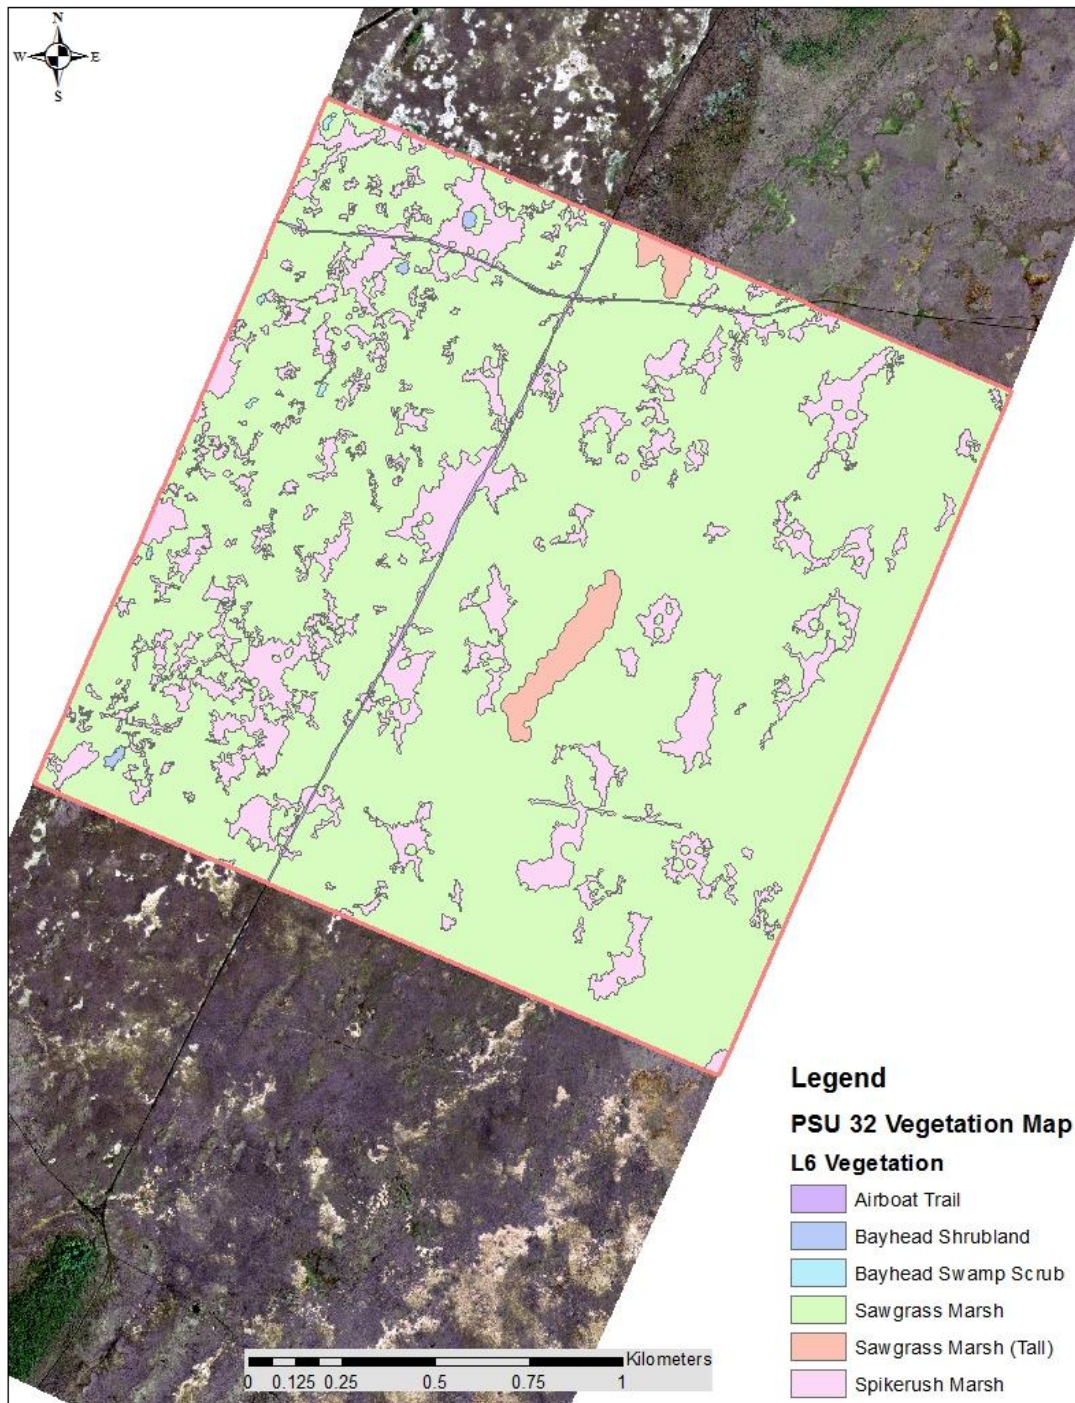 N
W E
S
Legend
PSU 32 Vegetation Map
L6 Vegetation
Airboat Trail
Bayhead Shrubland
Bayhead Swamp Scrub
Sawgrass Marsh
Sawgrass Marsh (Tall)
Spikerush Marsh
Kilometers
0 0.125 0.25 0.5 0.75 1